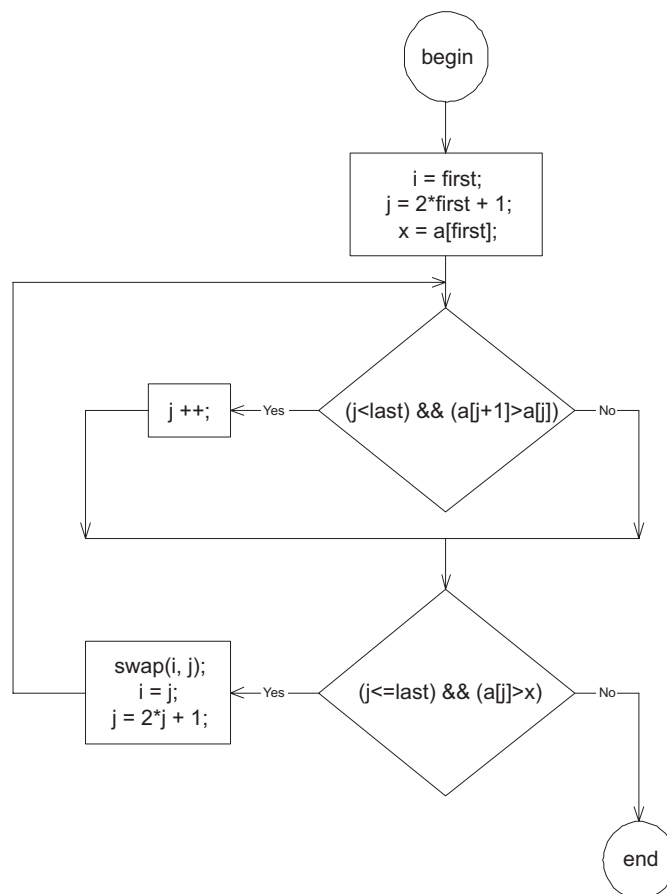 begin
i = first;
j = 2*first + 1;
x = a[first];
j ++;
Yes
(j<last) && (a[j+1]>a[j])
No
swap(i, j);
i = j;
j = 2*j + 1;
Yes
(j<=last) && (a[j]>x)
No
end